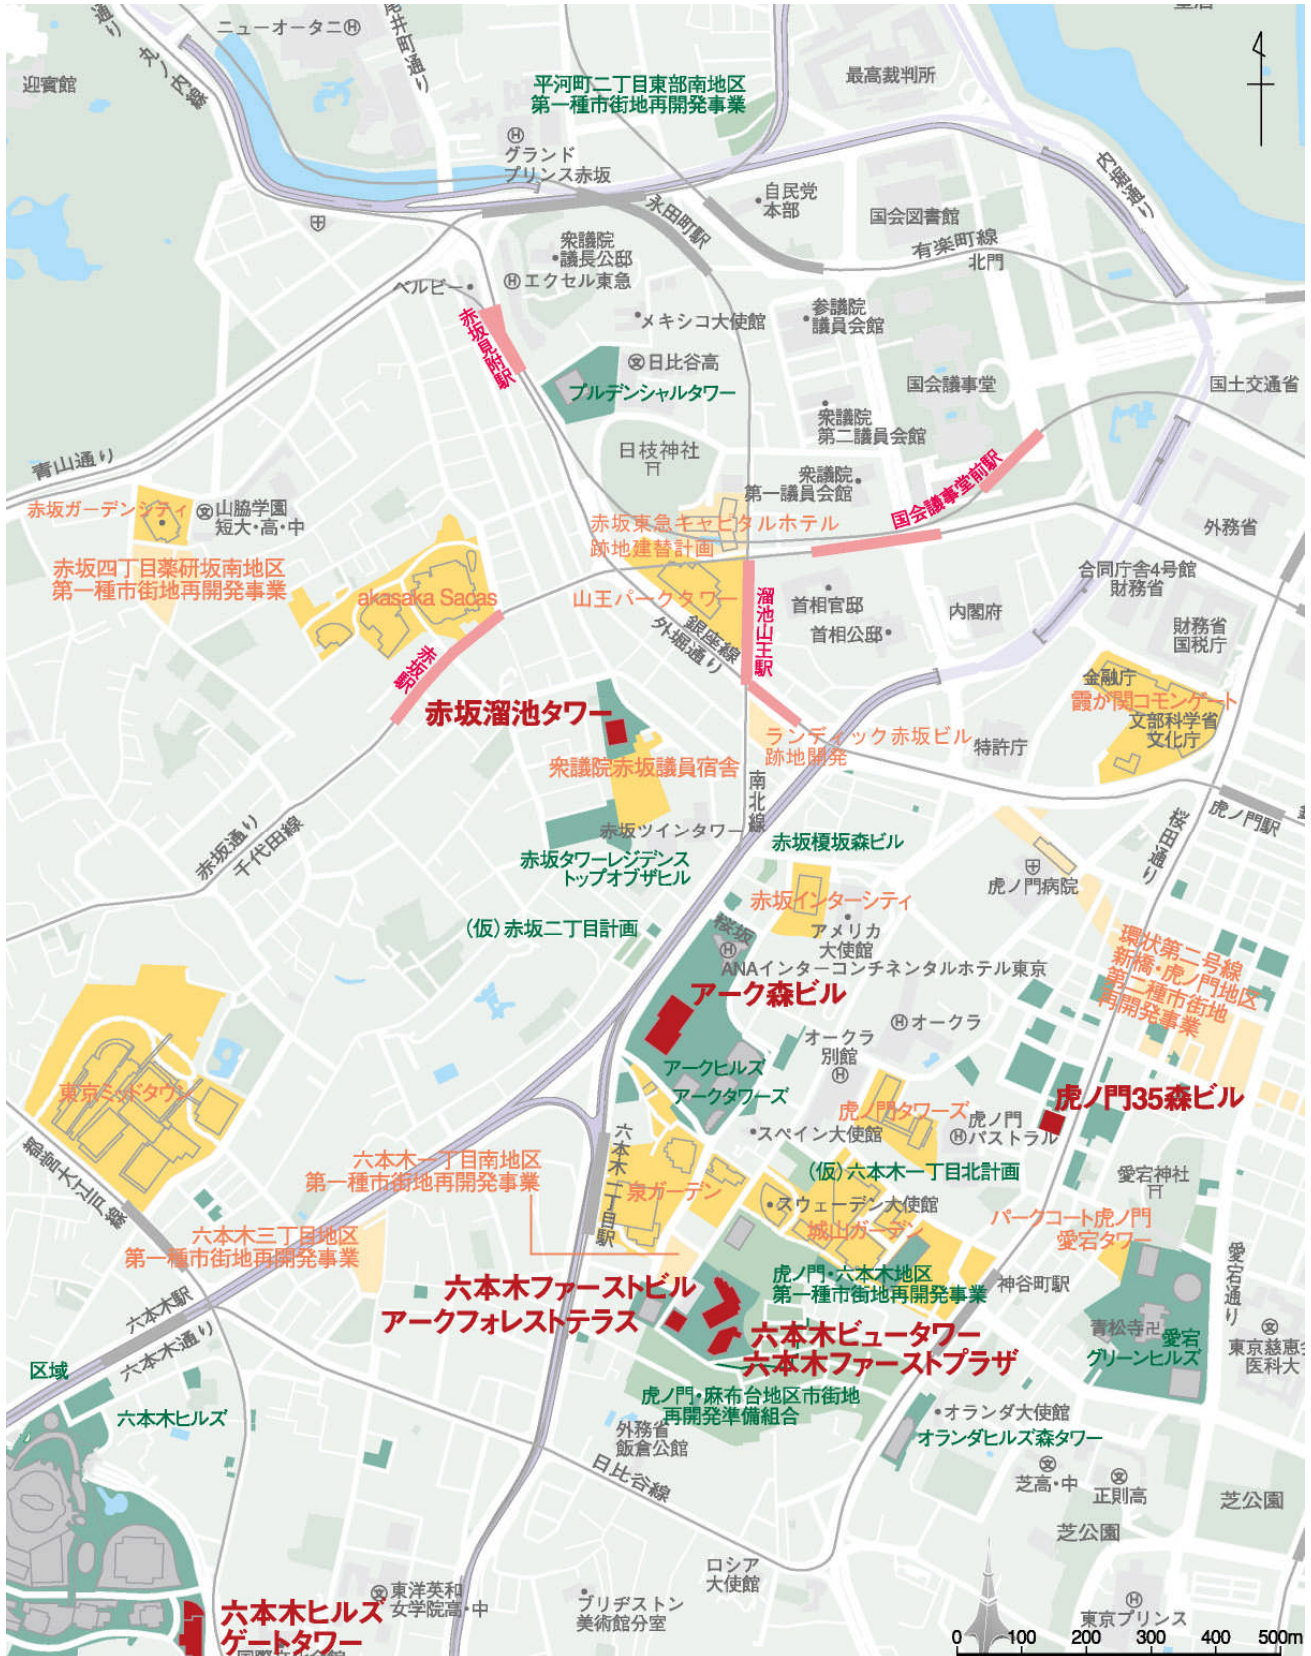 ニューオータニⒽ
迎賓館
丸ノ内線
平河町二丁目東部南地区
第一種市街地再開発事業
最高裁判所
Ⓗ
グランド
プリンス赤坂
内堀通り
自民党
本部
国会図書館
永田町駅
有楽町線
北門
衆議院
議長公邸
Ⓗエクセル東急
ベルビー
赤坂見附駅
メキシコ大使館
参議院
議員会館
日比谷高
プルデンシャルタワー
国会議事堂
国土交通省
衆議院
第二議員会館
日枝神社
青山通り
衆議院
第一議員会館
国会議事堂前駅
赤坂ガーデンシティ
山脇学園
短大・高・中
赤坂東急キャピタルホテル
跡地建替計画
外務省
赤坂四丁目薬研坂南地区
第一種市街地再開発事業
akasaka Sacas
山王パークタワー
溜池山王駅
首相官邸
首相公邸
内閣府
合同庁舎4号館
財務省
財務省
国税庁
銀座線
外堀通り
赤坂駅
金融庁
霞が関コモンゲート
文部科学省
文化庁
赤坂溜池タワー
ランディック赤坂ビル
跡地開発
特許庁
衆議院赤坂議員宿舎
南北線
虎ノ門駅
桜田通り
赤坂通り
千代田線
赤坂ツインタワー
赤坂榎坂森ビル
赤坂タワーレジデンス
トップオブザヒル
虎ノ門病院
赤坂インターシティ
(仮)赤坂二丁目計画
桜坂
アメリカ
大使館
Ⓗ
ANAインターコンチネンタルホテル東京
環状第二号線
新橋・虎ノ門地区
第二種市街地
再開発事業
アーク森ビル
Ⓗオークラ
オークラ
別館
Ⓗ
アークヒルズ
アークタワーズ
東京ミッドタウン
虎ノ門タワーズ
虎ノ門
Ⓗパストラル
虎ノ門35森ビル
スペイン大使館
六本木一丁目駅
都営大江戸線
六本木一丁目南地区
第一種市街地再開発事業
(仮)六本木一丁目北計画
愛宕神社
泉ガーデン
スウェーデン大使館
城山ガーデン
パークコート虎ノ門
愛宕タワー
六本木三丁目地区
第一種市街地再開発事業
愛宕通り
虎ノ門・六本木地区
第一種市街地再開発事業
神谷町駅
六本木ファーストビル
アークフォレストテラス
六本木駅
六本木通り
六本木ビュータワー
六本木ファーストプラザ
青松寺卍
愛宕
グリーンヒルズ
東京慈恵会
医科大
区域
六本木ヒルズ
虎ノ門・麻布台地区市街地
再開発準備組合
外務省
飯倉公館
オランダ大使館
オランダヒルズ森タワー
日比谷線
芝高・中
正則高
芝公園
芝公園
ロシア
大使館
東洋英和
女学院高・中
ブリヂストン
美術館分室
Ⓗ
東京プリンス
六本木ヒルズ
ゲートタワー
0 100 200 300 400 500m